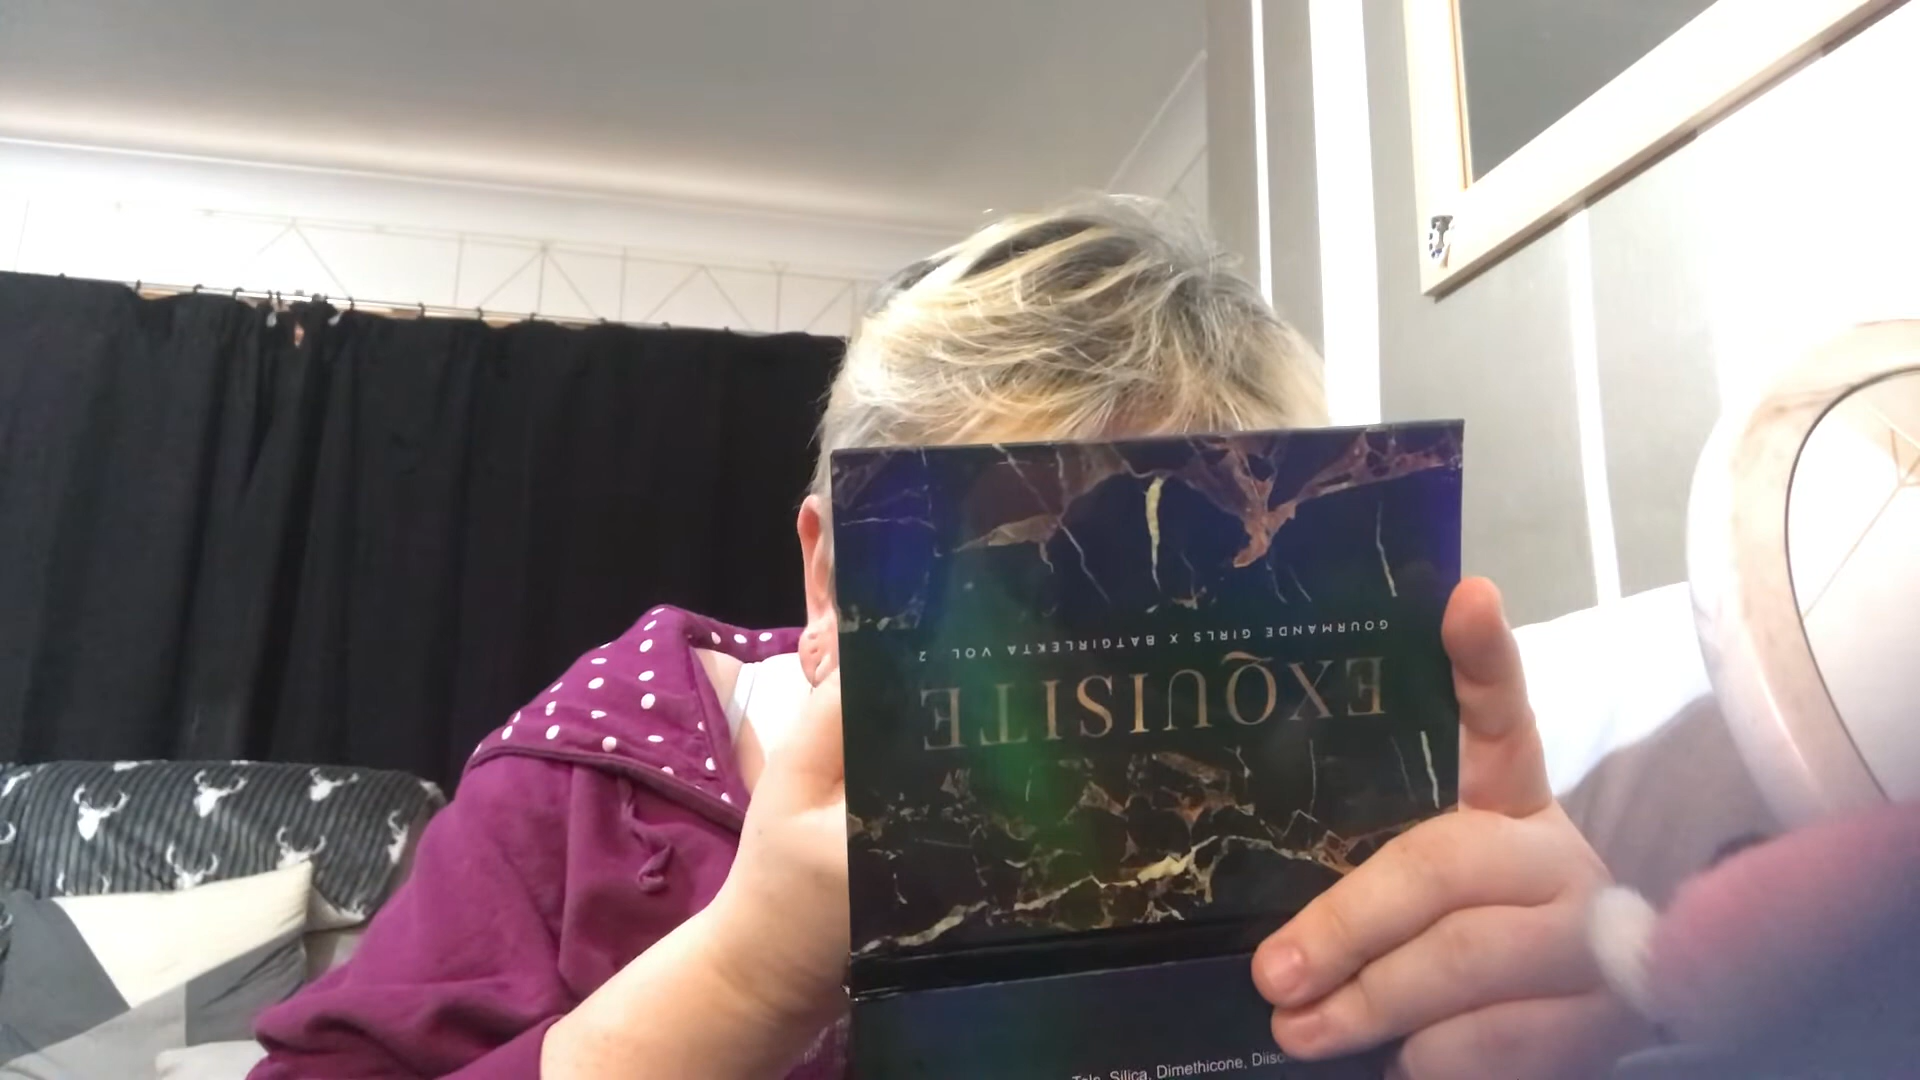 EXQUISITE
GOURMANDE GIRLS X BATGIRLEKTA VOL. 2
Talc, Silica, Dimethicone,